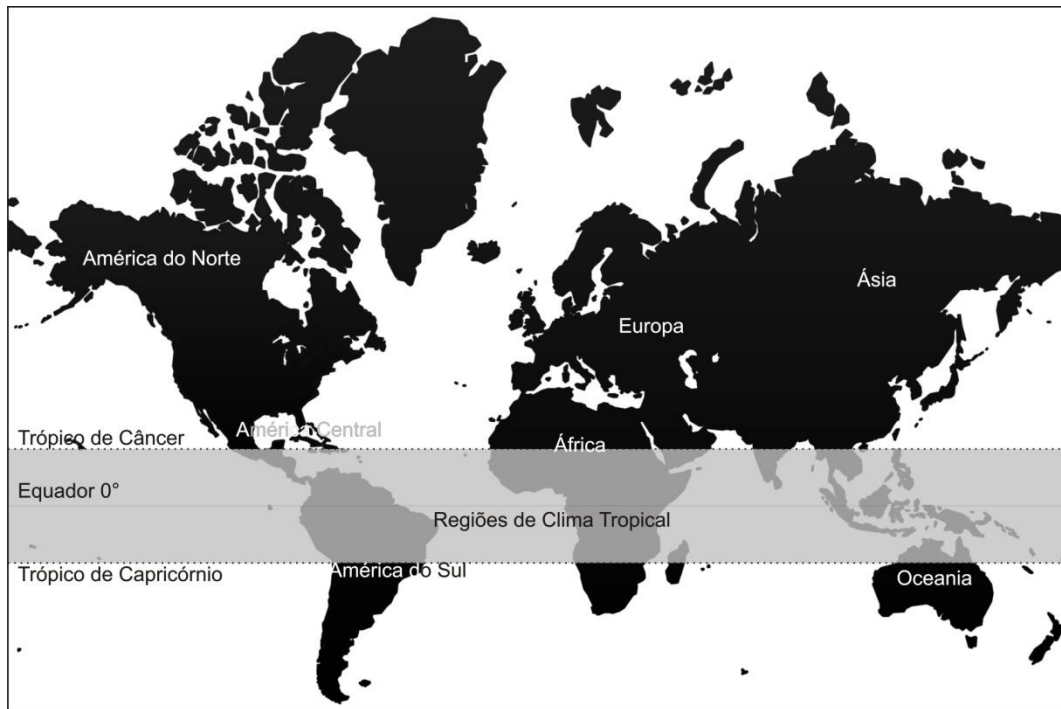 América do Norte
Ásia
Europa
América Central
Trópico de Câncer
África
Equador 0°
Regiões de Clima Tropical
Trópico de Capricórnio
América do Sul
Oceania